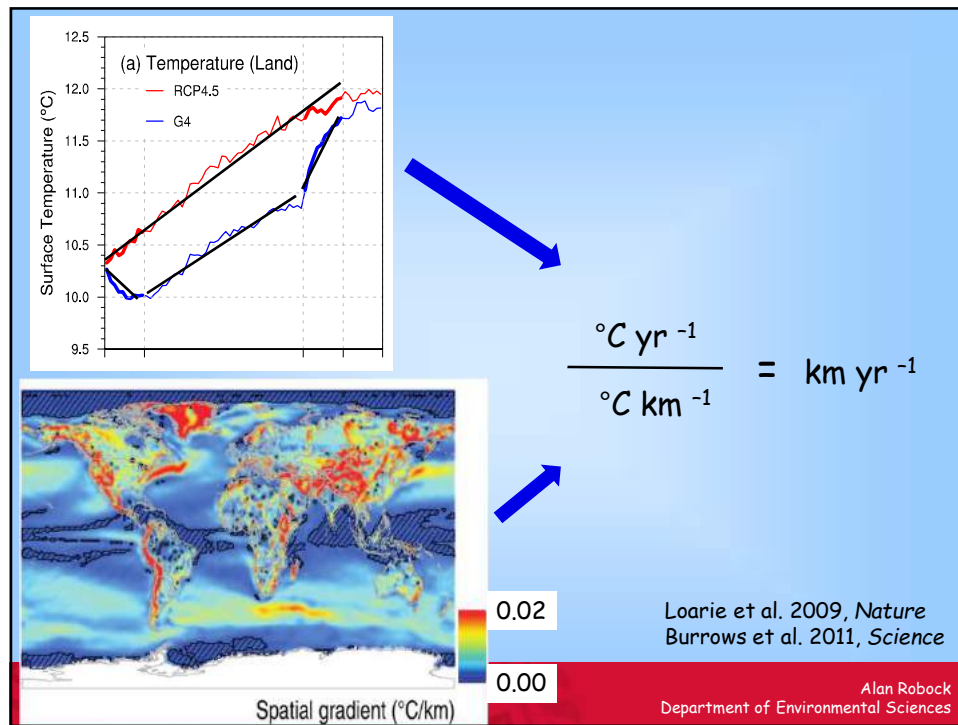 12.5
(a) Temperature (Land)
RCP4.5
G4
12.0
11.5
11.0
10.5
10.0
9.5
Surface Temperature (°C)
°C yr –1
°C km –1
= km yr –1
0.02
0.00
Spatial gradient (°C/km)
Loarie et al. 2009, Nature
Burrows et al. 2011, Science
Alan Robock
Department of Environmental Sciences